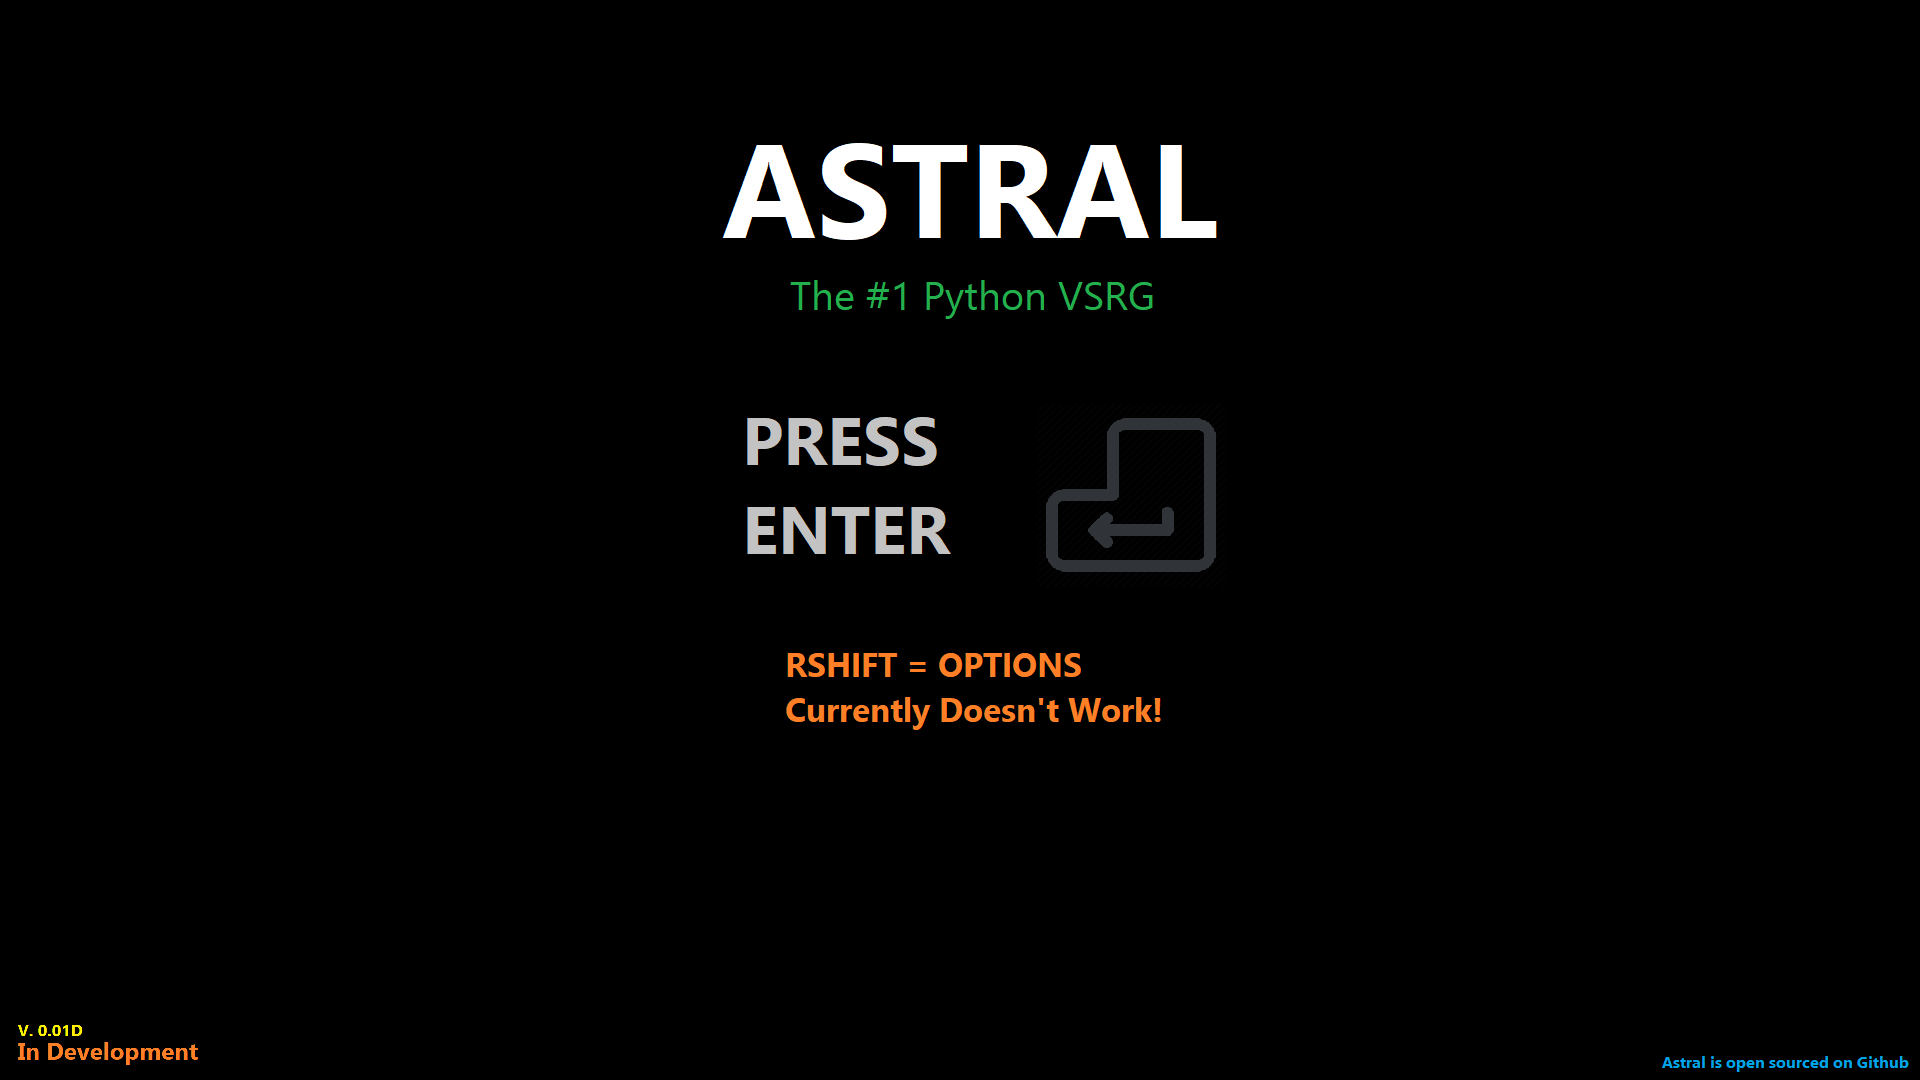 ASTRAL
The #1 Python VSRG
PRESS
ENTER
RSHIFT = OPTIONS
Currently Doesn't Work!
V. 0.01D
In Development
Astral is open sourced on Github